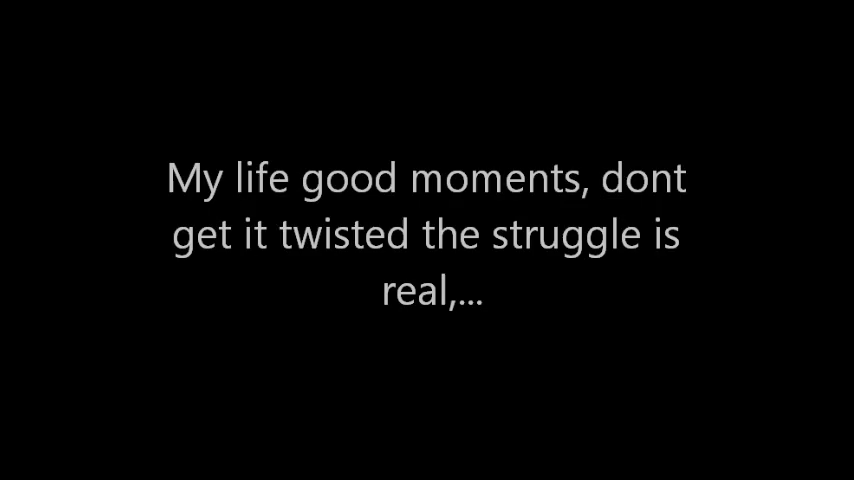 My life good moments, dont
get it twisted the struggle is
real,...